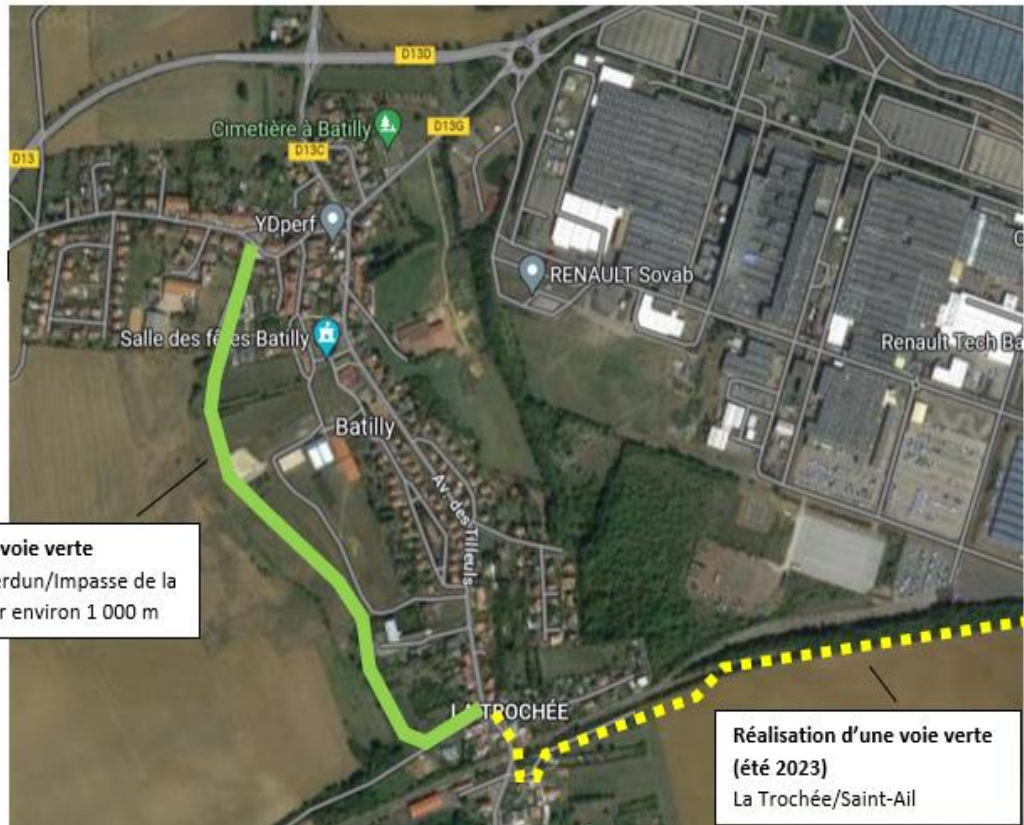 D13D
Cimetière à Batilly
D13G
D13C
D13
YDperf
RENAULT Sovab
Salle des fêtes Batilly
Renault Tech Ba
Batilly
Av. des Tilleuls
voie verte
erdun/Impasse de la
r environ 1 000 m
LA TROCHÉE
Réalisation d’une voie verte
(été 2023)
La Trochée/Saint-Ail